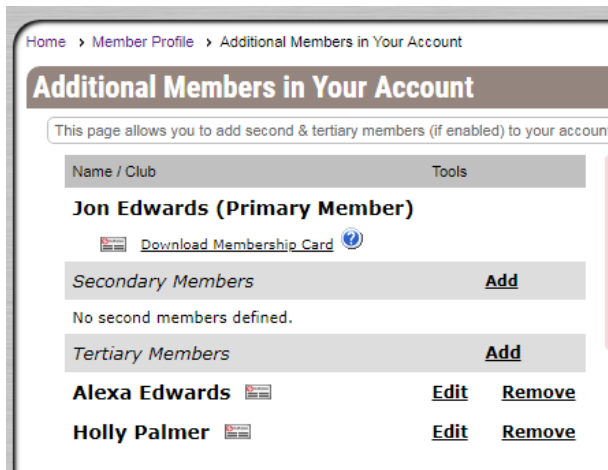 Home > Member Profile > Additional Members in Your Account
Additional Members in Your Account
This page allows you to add second & tertiary members (if enabled) to your accoun
Name / Club Tools
Jon Edwards (Primary Member)
Download Membership Card ?
Secondary Members Add
No second members defined.
Tertiary Members Add
Alexa Edwards Edit Remove
Holly Palmer Edit Remove